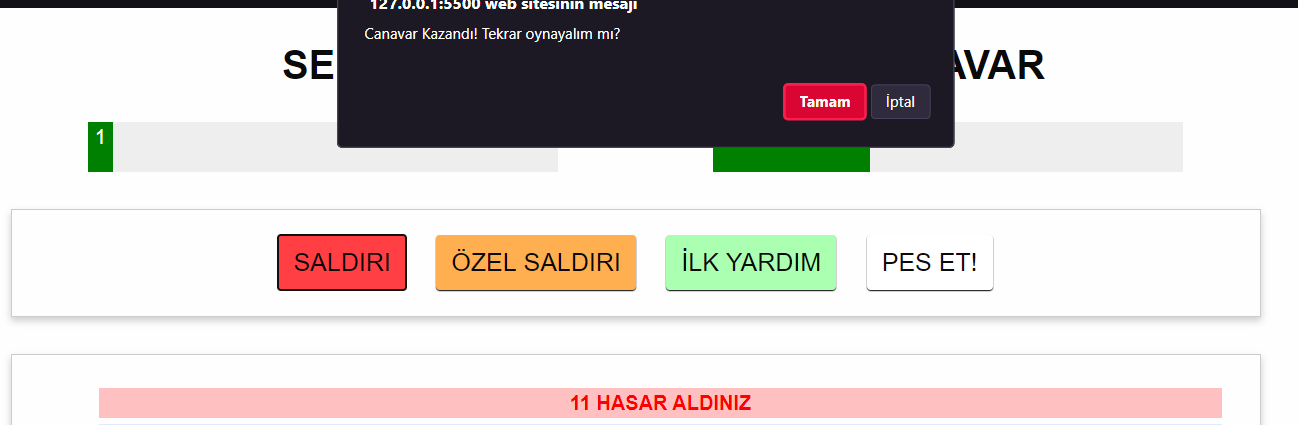 127.0.0.1:5500 web sitesinin mesajı
Canavar Kazandı! Tekrar oynayalım mı?
Tamam İptal
SE AVAR
1
SALDIRI ÖZEL SALDIRI İLK YARDIM PES ET!
11 HASAR ALDINIZ